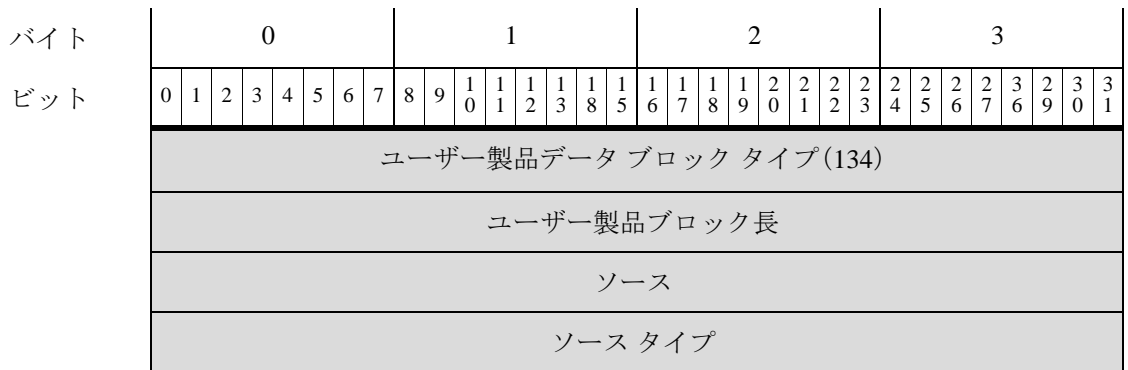 バイト 0 1 2 3
ビット 0 1 2 3 4 5 6 7 8 9 10 11 12 13 18 15 16 17 18 19 20 21 22 23 24 25 26 27 36 29 30 31
ユーザー製品データ ブロック タイプ(134)
ユーザー製品ブロック長
ソース
ソース タイプ